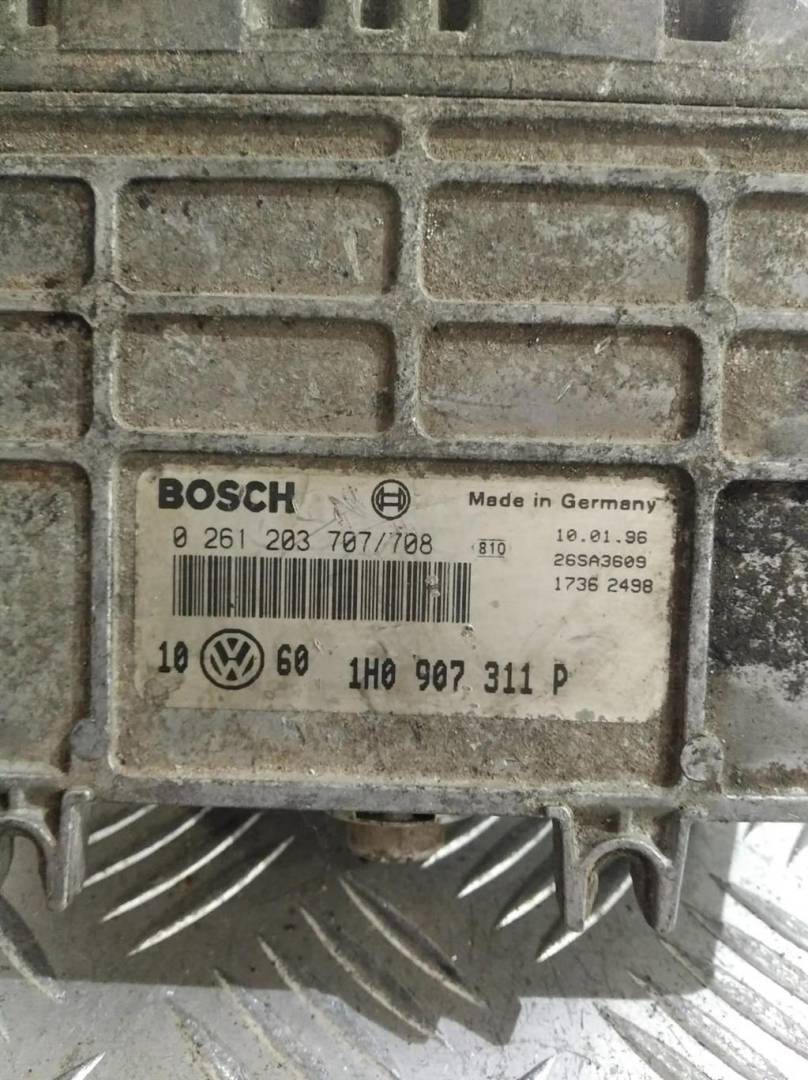 BOSCH Made in Germany
0 261 203 707/708 810 10.01.96
26SA3609
1736 2498
10 VW 60 1H0 907 311 P